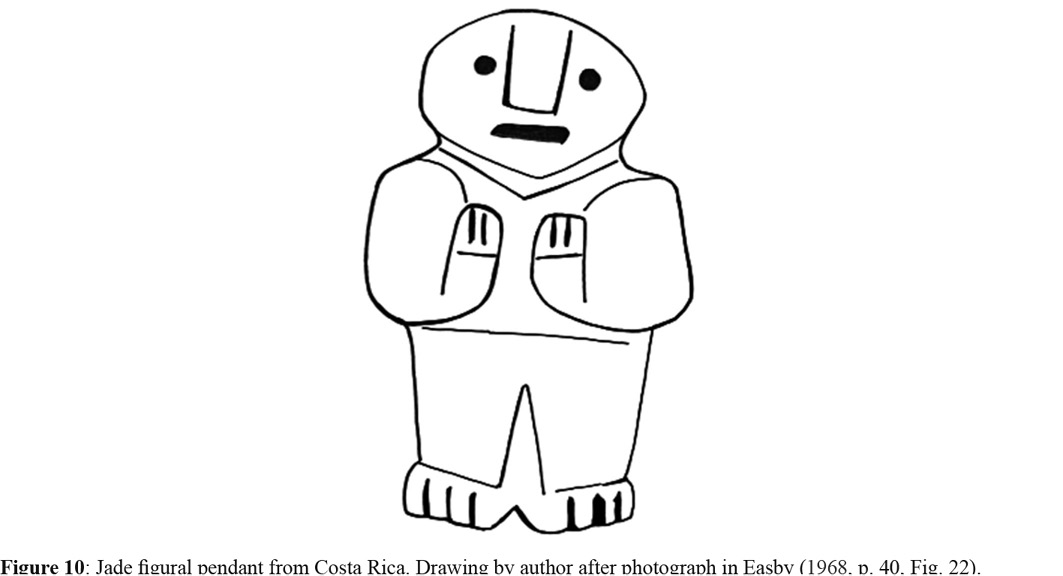 Figure 10: Jade figural pendant from Costa Rica. Drawing by author after photograph in Easby (1968, p. 40, Fig. 22).